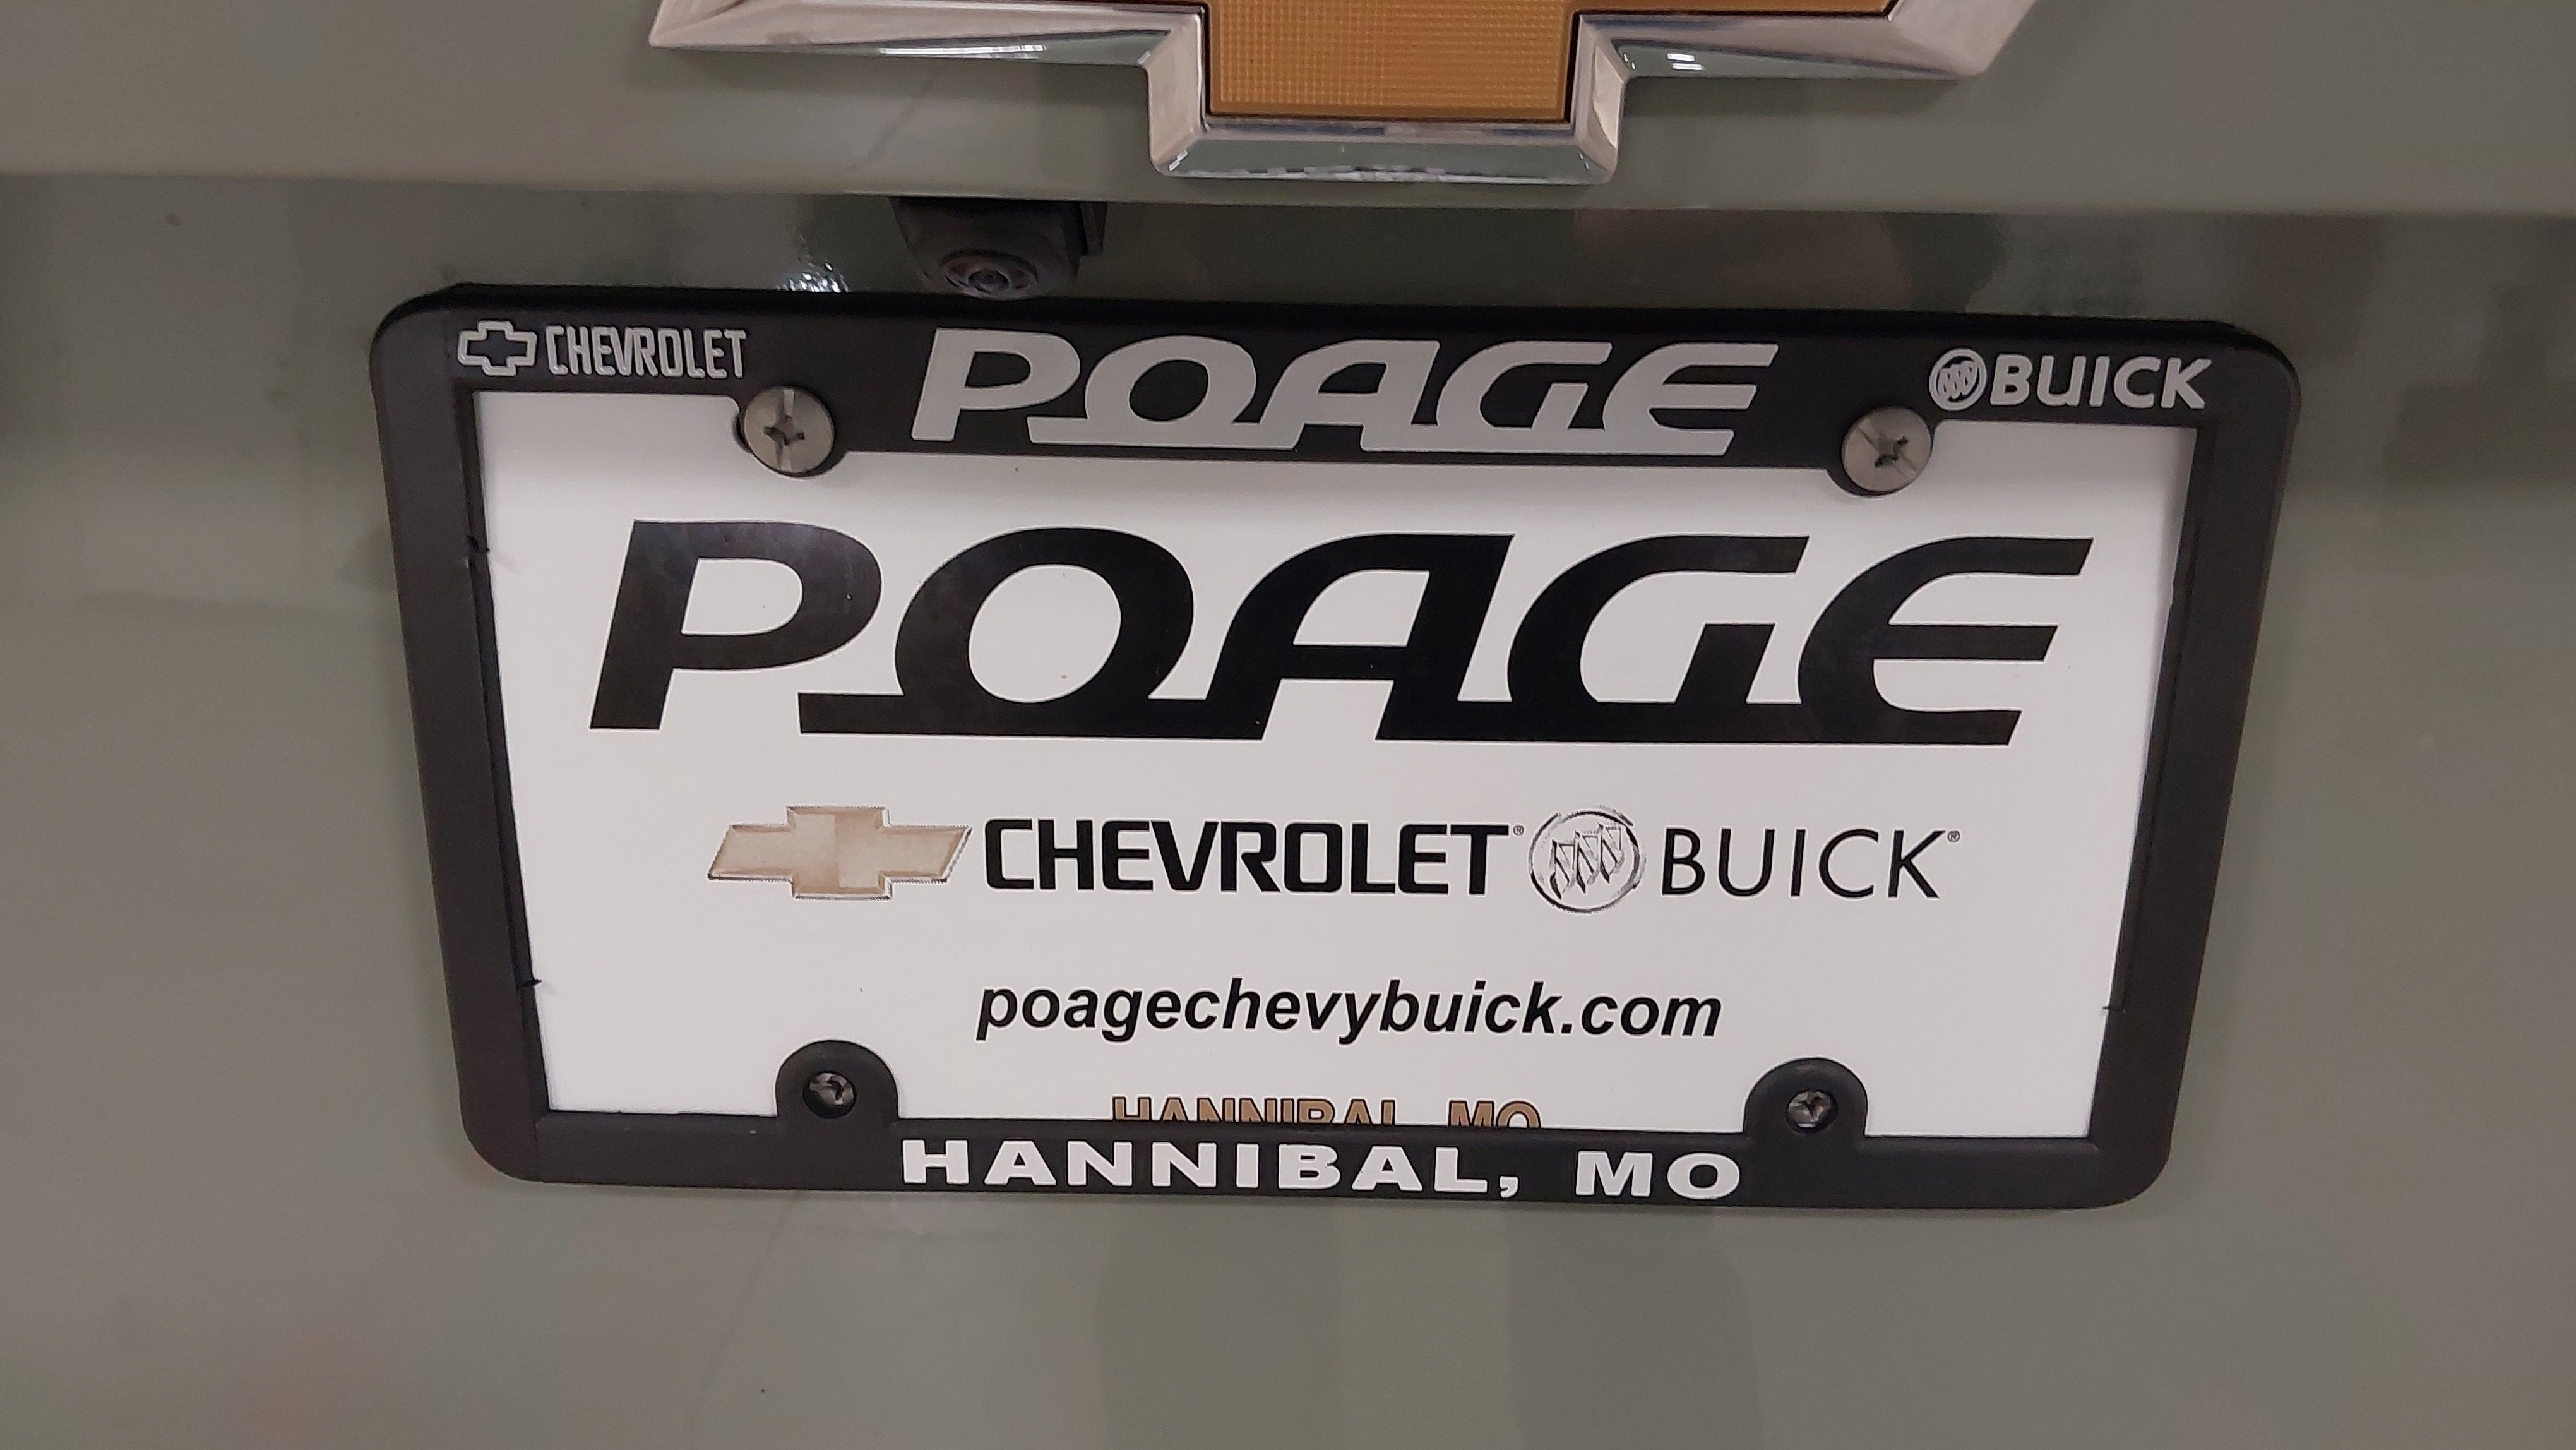 CHEVROLET POAGE BUICK
POAGE
CHEVROLET® BUICK®
poagechevybuick.com
HANNIBAL, MO
HANNIBAL, MO